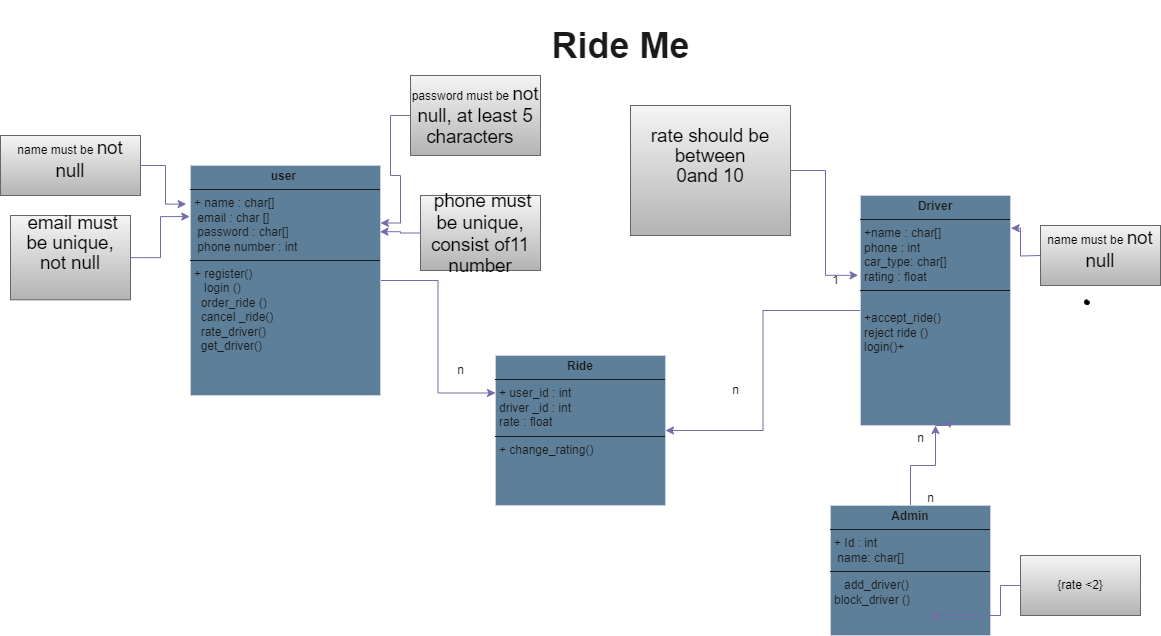 Ride Me
password must be not
null, at least 5
characters
name must be not
null
email must
be unique,
not null
user
+ name : char[]
email : char []
password : char[]
phone number : int
+ register()
login ()
order_ride ()
cancel _ride()
rate_driver()
get_driver()
phone must
be unique,
consist of11
number
rate should be
between
0and 10
1
Driver
+name : char[]
phone : int
car_type: char[]
rating : float
+accept_ride()
reject ride ()
login()+
name must be not
null
n
Ride
+ user_id : int
driver _id : int
rate : float
+ change_rating()
n
n
n
Admin
+ Id : int
name: char[]
add_driver()
block_driver ()
{rate <2}